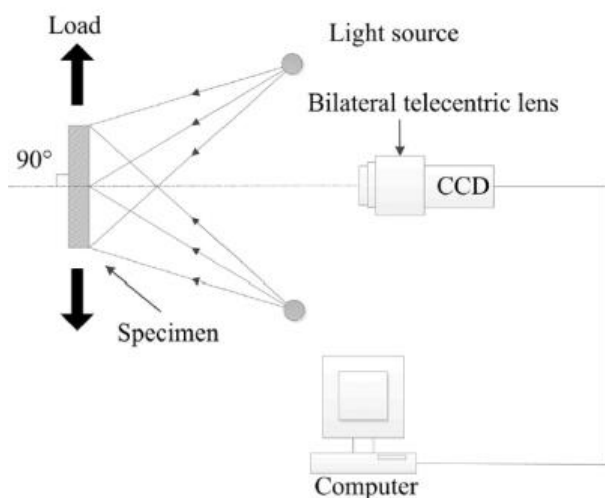 Load
Light source
Bilateral telecentric lens
90°
CCD
Specimen
Computer